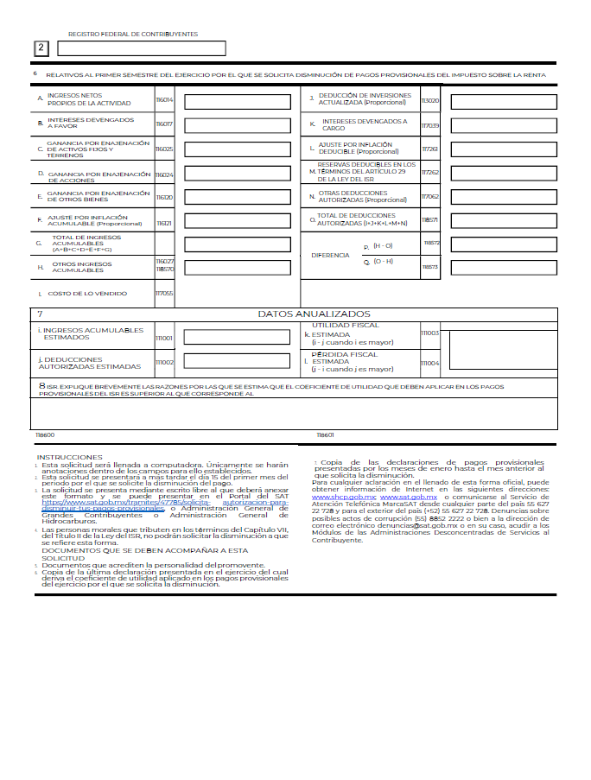 REGISTRO FEDERAL DE CONTRIBUYENTES
2
6 RELATIVOS AL PRIMER SEMESTRE DEL EJERCICIO POR EL QUE SE SOLICITA DISMINUCIÓN DE PAGOS PROVISIONALES DEL IMPUESTO SOBRE LA RENTA
A. INGRESOS NETOS
PROPIOS DE LA ACTIVIDAD
116014
B. INTERESES DEVENGADOS
A FAVOR
116017
C. GANANCIA POR ENAJENACIÓN
DE ACTIVOS FIJOS Y
TERRENOS
116025
D. GANANCIA POR ENAJENACIÓN
DE ACCIONES
116024
E. GANANCIA POR ENAJENACIÓN
DE OTROS BIENES
116120
F. AJUSTE POR INFLACIÓN
ACUMULABLE (Proporcional)
116121
G. TOTAL DE INGRESOS
ACUMULABLES
(A+B+C+D+E+F+G)
H. OTROS INGRESOS
ACUMULABLES
116027
118570
I. COSTO DE LO VENDIDO
117055
J. DEDUCCIÓN DE INVERSIONES
ACTUALIZADA (Proporcional)
113020
K. INTERESES DEVENGADOS A
CARGO
117039
L. AJUSTE POR INFLACIÓN
DEDUCIBLE (Proporcional)
117261
RESERVAS DEDUCIBLES EN LOS
M. TÉRMINOS DEL ARTÍCULO 29
DE LA LEY DEL ISR
117262
N. OTRAS DEDUCCIONES
AUTORIZADAS (Proporcional)
117062
O. TOTAL DE DEDUCCIONES
AUTORIZADAS (I+J+K+L+M+N)
118571
DIFERENCIA
P. (H - O)
118572
Q. (O - H)
118573
7 DATOS ANUALIZADOS
i. INGRESOS ACUMULABLES
ESTIMADOS
111001
j. DEDUCCIONES
AUTORIZADAS ESTIMADAS
111002
UTILIDAD FISCAL
k. ESTIMADA
(i - j cuando i es mayor)
111003
PÉRDIDA FISCAL
l. ESTIMADA
(j - i cuando j es mayor)
111004
8 ISR. EXPLIQUE BREVEMENTE LAS RAZONES POR LAS QUE SE ESTIMA QUE EL COEFICIENTE DE UTILIDAD QUE DEBEN APLICAR EN LOS PAGOS
PROVISIONALES DEL ISR ES SUPERIOR AL QUE CORRESPONDE AL
118600
118601
INSTRUCCIONES
1. Esta solicitud será llenada a computadora. Únicamente se harán
anotaciones dentro de los campos para ello establecidos.
2. Esta solicitud se presentará a más tardar el día 15 del primer mes del
periodo por el que se solicite la disminución del pago.
3. La solicitud se presenta mediante escrito libre al que deberá anexar
este formato y se puede presentar en el Portal del SAT
https://www.sat.gob.mx/tramites/47785/solicita- autorizacion-para-
disminuir-tus-pagos-provisionales, o Administración General de
Grandes Contribuyentes o Administración General de
Hidrocarburos.
4. Las personas morales que tributen en los términos del Capítulo VII,
del Título II de la Ley del ISR, no podrán solicitar la disminución a que
se refiere esta forma.
DOCUMENTOS QUE SE DEBEN ACOMPAÑAR A ESTA
SOLICITUD
5. Documentos que acrediten la personalidad del promovente.
6. Copia de la última declaración presentada en el ejercicio del cual
deriva el coeficiente de utilidad aplicado en los pagos provisionales
del ejercicio por el que se solicita la disminución.
7. Copia de las declaraciones de pagos provisionales
presentadas por los meses de enero hasta el mes anterior al
que solicita la disminución.
Para cualquier aclaración en el llenado de esta forma oficial, puede
obtener información de Internet en las siguientes direcciones:
www.shcp.gob.mx www.sat.gob.mx o comunicarse al Servicio de
Atención Telefónica MarcaSAT desde cualquier parte del país 55 627
22 728 y para el exterior del país (+52) 55 627 22 728. Denuncias sobre
posibles actos de corrupción (55) 8852 2222 o bien a la dirección de
correo electrónico denuncias@sat.gob.mx o en su caso, acudir a los
Módulos de las Administraciones Desconcentradas de Servicios al
Contribuyente.